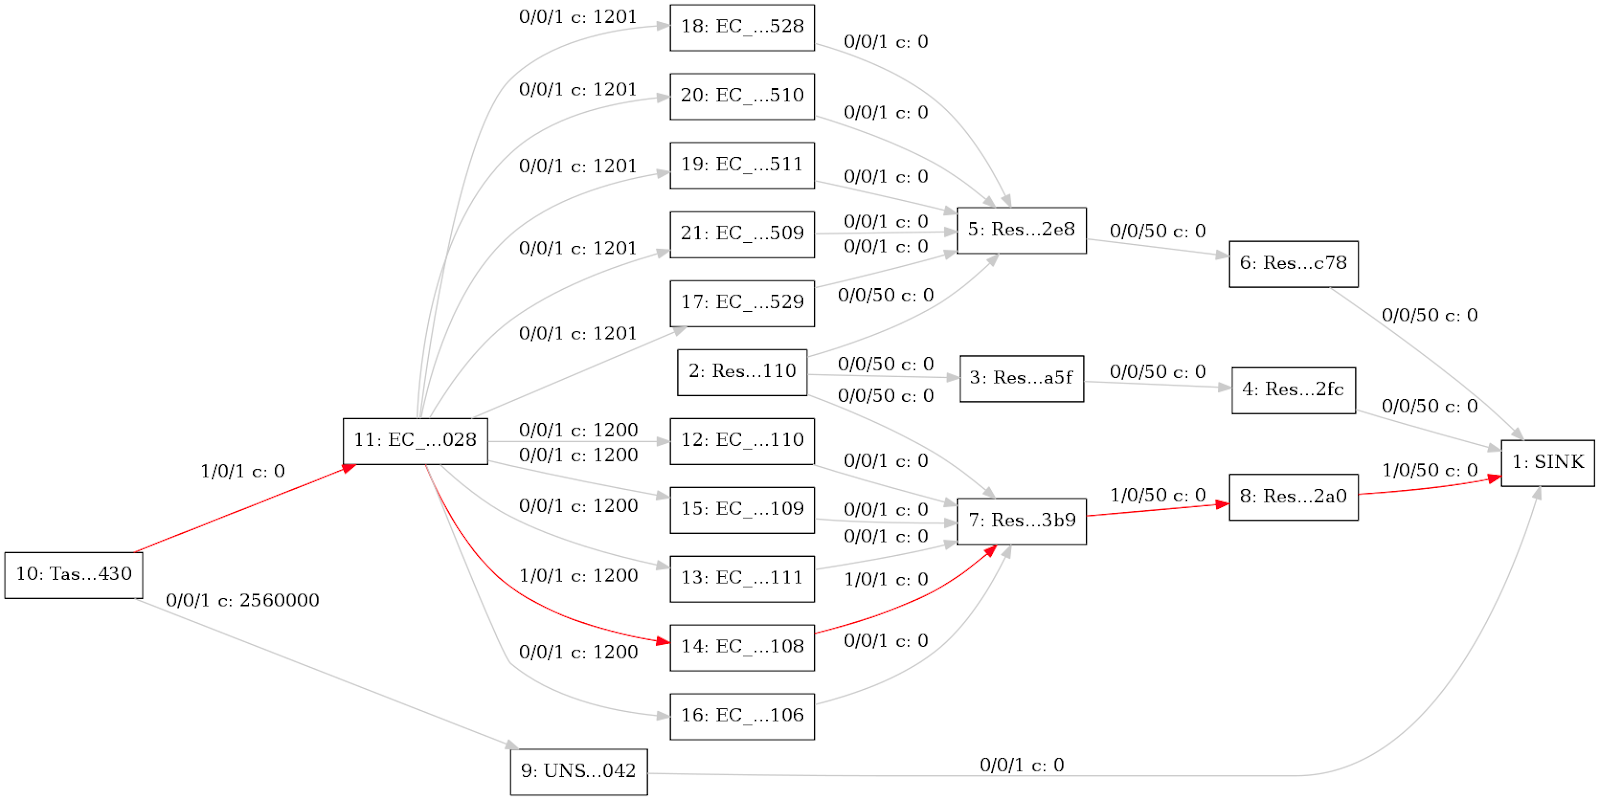 0/0/1 c: 1201
18: EC_...528
0/0/1 c: 0
0/0/1 c: 1201
20: EC_...510
0/0/1 c: 0
0/0/1 c: 1201
19: EC_...511
0/0/1 c: 0
0/0/1 c: 1201
21: EC_...509
0/0/1 c: 0
0/0/1 c: 0
5: Res...2e8
0/0/50 c: 0
6: Res...c78
0/0/1 c: 1201
17: EC_...529
0/0/50 c: 0
0/0/50 c: 0
2: Res...110
0/0/50 c: 0
3: Res...a5f
0/0/50 c: 0
4: Res...2fc
0/0/50 c: 0
0/0/50 c: 0
11: EC_...028
0/0/1 c: 1200
12: EC_...110
0/0/1 c: 0
0/0/1 c: 1200
1: SINK
1/0/1 c: 0
1/0/50 c: 0
0/0/1 c: 1200
15: EC_...109
0/0/1 c: 0
7: Res...3b9
1/0/50 c: 0
8: Res...2a0
0/0/1 c: 0
10: Tas...430
1/0/1 c: 1200
13: EC_...111
1/0/1 c: 0
0/0/1 c: 2560000
14: EC_...108
0/0/1 c: 0
0/0/1 c: 1200
16: EC_...106
9: UNS...042
0/0/1 c: 0